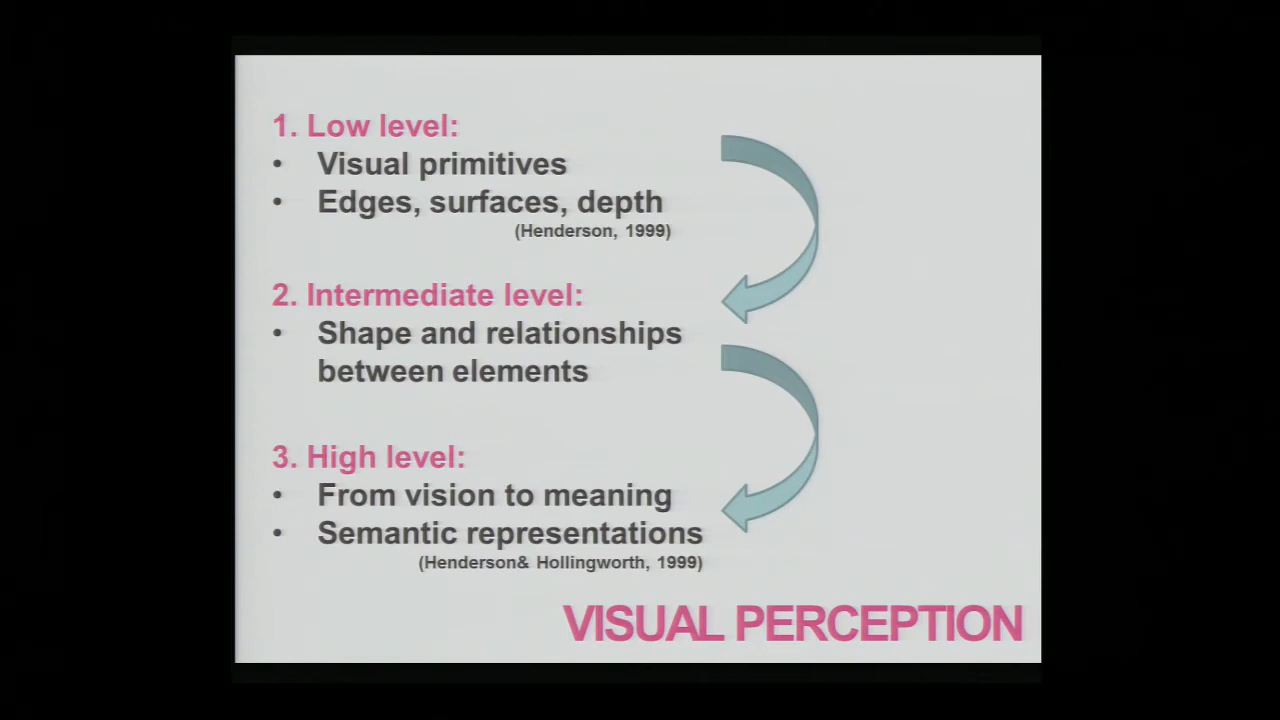 1. Low level:
• Visual primitives
• Edges, surfaces, depth
(Henderson, 1999)
2. Intermediate level:
• Shape and relationships
between elements
3. High level:
• From vision to meaning
• Semantic representations
(Henderson& Hollingworth, 1999)
VISUAL PERCEPTION